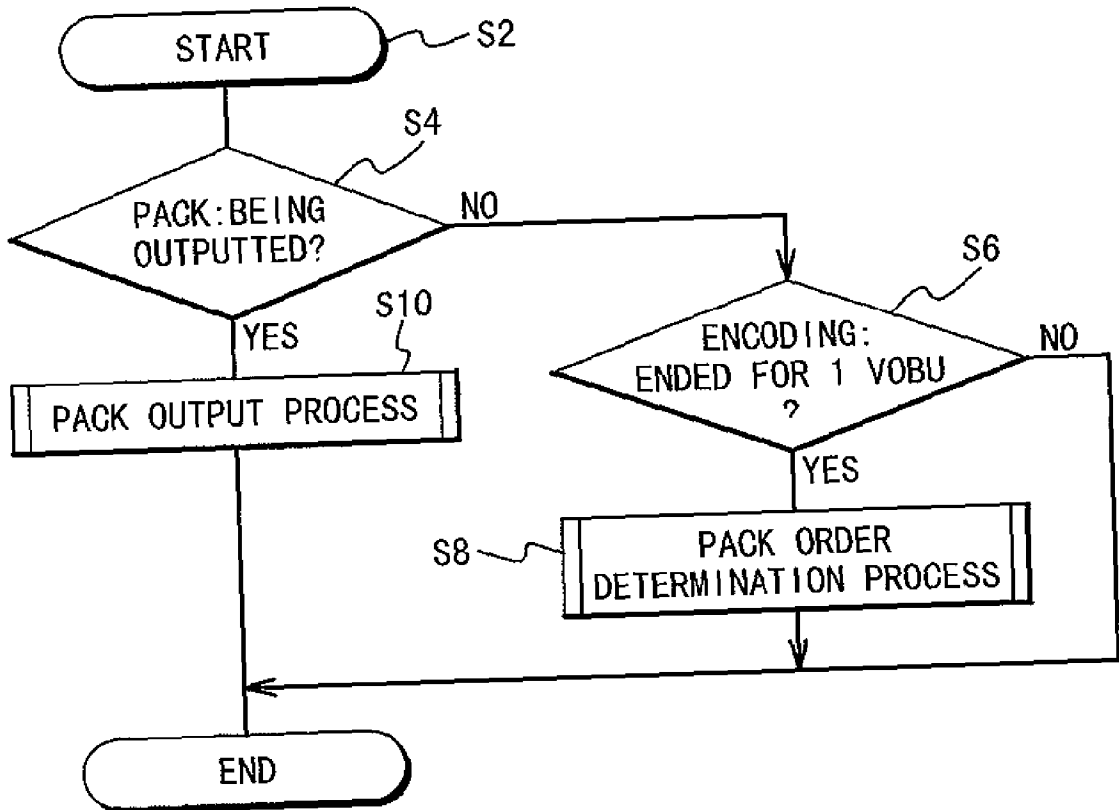 START
S2
S4
PACK:BEING
OUTPUTTED?
NO
S6
YES
S10
ENCODING:
ENDED FOR 1 VOBU
?
NO
PACK OUTPUT PROCESS
YES
S8
PACK ORDER
DETERMINATION PROCESS
END